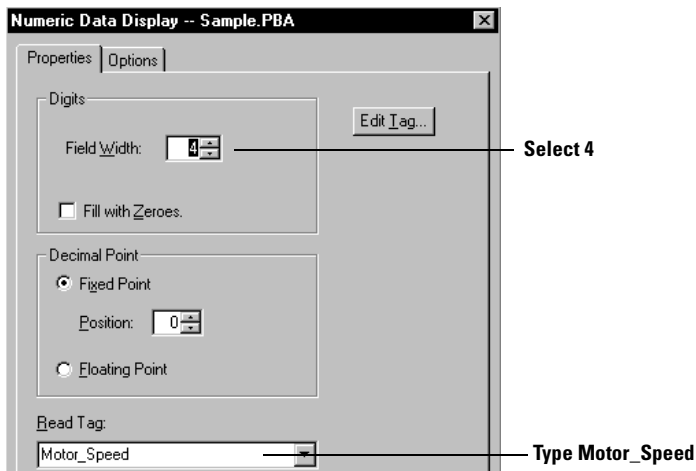 Numeric Data Display -- Sample.PBA
Properties
Options
Digits
Edit Tag...
Field Width:
4
Select 4
Fill with Zeroes.
Decimal Point
Fixed Point
Position:
0
Floating Point
Read Tag:
Motor_Speed
Type Motor_Speed